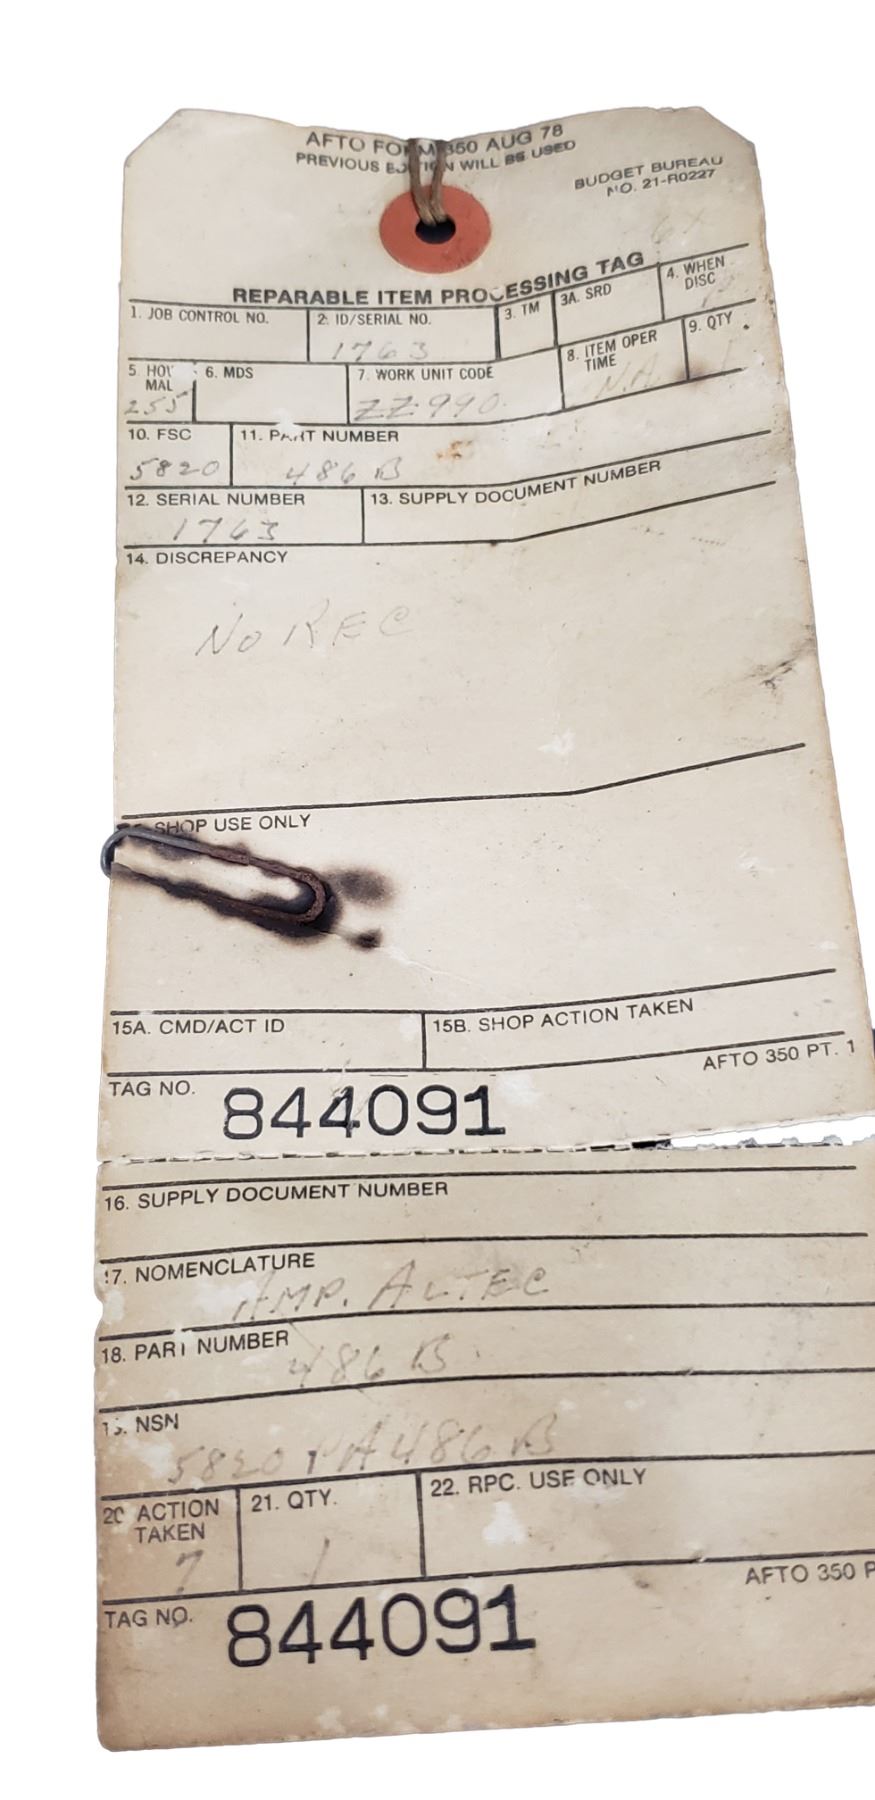 AFTO FORM 350 AUG 78
PREVIOUS EDITION WILL BE USED
BUDGET BUREAU
NO. 21-R0227
REPARABLE ITEM PROCESSING TAG
1. JOB CONTROL NO.
2. ID/SERIAL NO.
1763
3. TM
3A. SRD
4. WHEN
DISC
5 HOW
MAL
255
6. MDS
7. WORK UNIT CODE
ZZ990
8. ITEM OPER
TIME
N.A.
9. QTY
1
10. FSC
5820
11. PART NUMBER
486B
12. SERIAL NUMBER
1763
13. SUPPLY DOCUMENT NUMBER
14. DISCREPANCY
NO REC
SHOP USE ONLY
15A. CMD/ACT ID
15B. SHOP ACTION TAKEN
AFTO 350 PT. 1
TAG NO.
844091
16. SUPPLY DOCUMENT NUMBER
17. NOMENCLATURE
AMP. ALTEC
18. PART NUMBER
486B
19. NSN
5820 PA486B
20 ACTION
TAKEN
7
21. QTY.
1
22. RPC. USE ONLY
AFTO 350 P
TAG NO.
844091